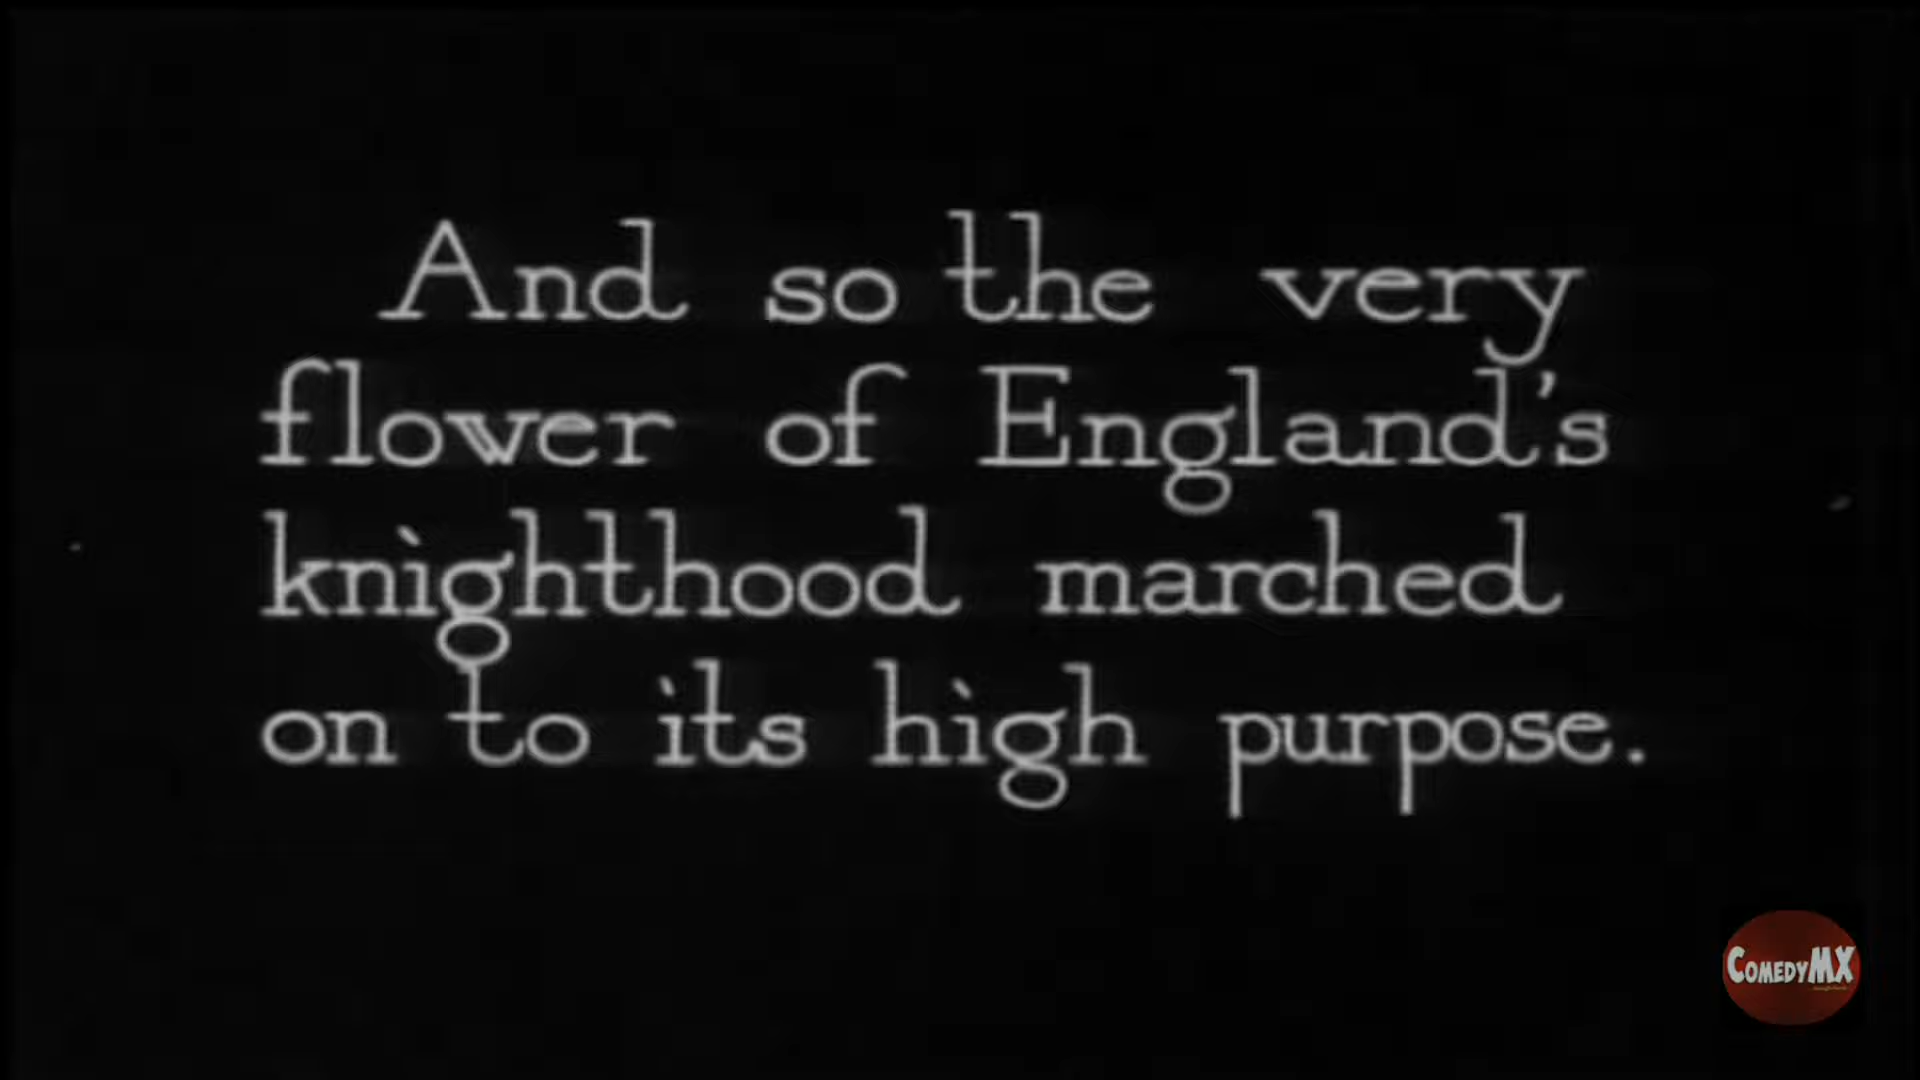 And so the very
flower of England's
knighthood marched
on to its high purpose.
COMEDYMX